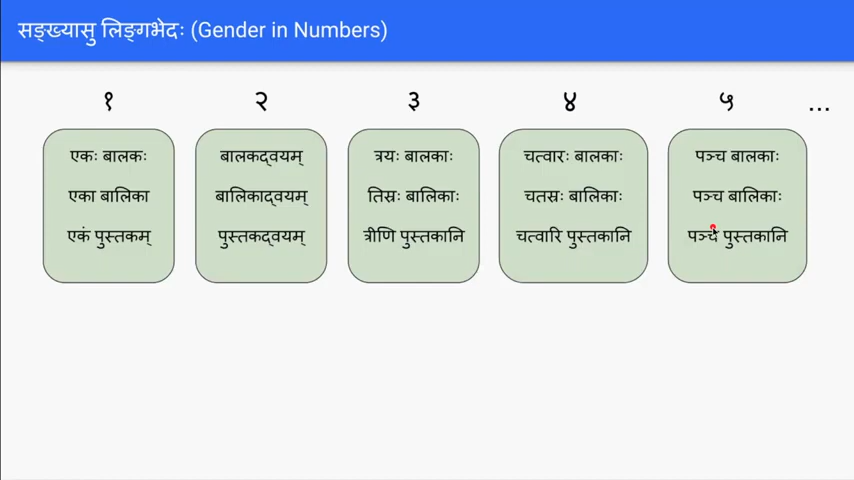 सङ्ख्यासु लिङ्गभेदः (Gender in Numbers)
१ २ ३ ४ ५ ...
एकः बालकः
एका बालिका
एकं पुस्तकम्
बालकद्वयम्
बालिकाद्वयम्
पुस्तकद्वयम्
त्रयः बालकाः
तिस्रः बालिकाः
त्रीणि पुस्तकानि
चत्वारः बालकाः
चतस्रः बालिकाः
चत्वारि पुस्तकानि
पञ्च बालकाः
पञ्च बालिकाः
पञ्च पुस्तकानि